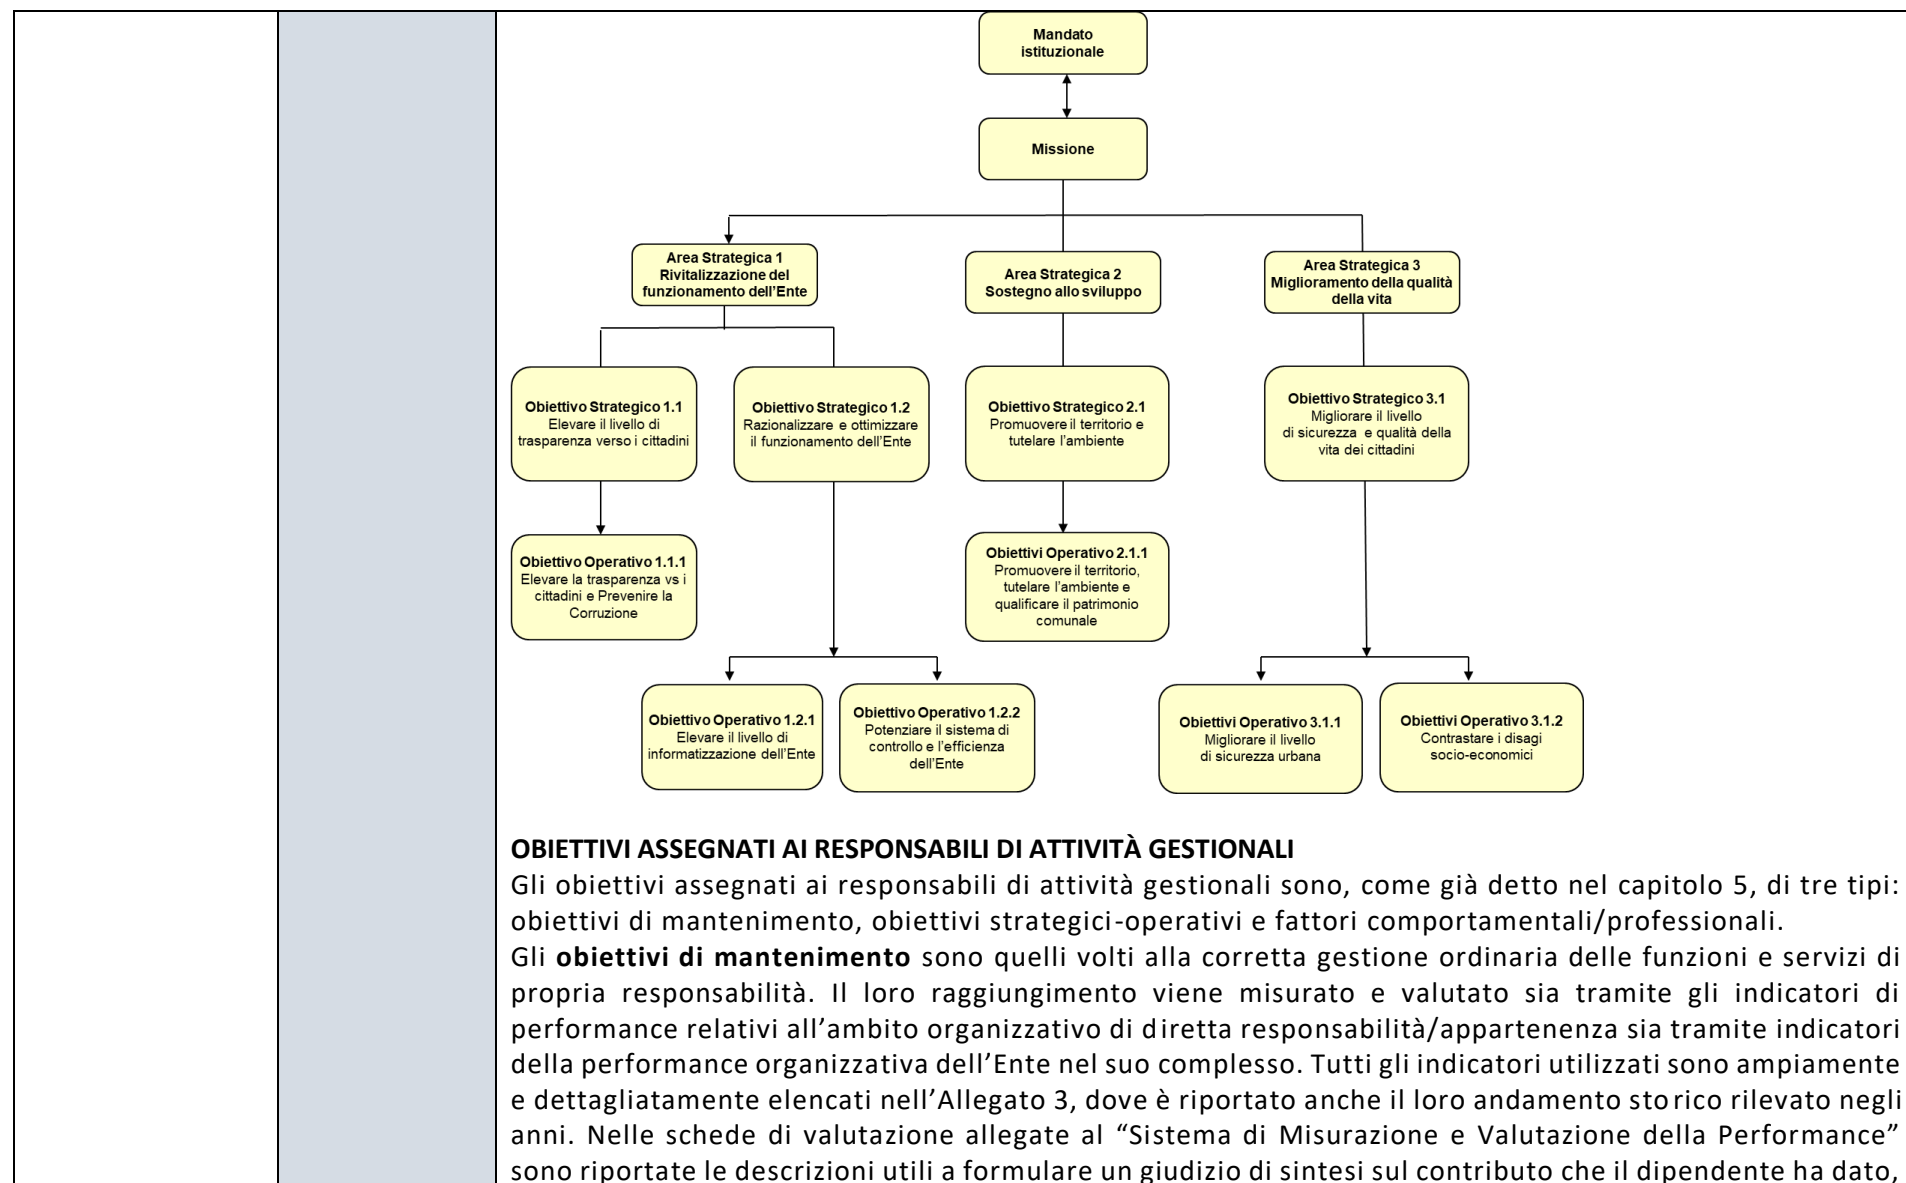 Mandato
istituzionale
Missione
Area Strategica 1
Rivitalizzazione del
funzionamento dell’Ente
Area Strategica 2
Sostegno allo sviluppo
Area Strategica 3
Miglioramento della qualità
della vita
Obiettivo Strategico 1.1
Elevare il livello di
trasparenza verso i cittadini
Obiettivo Strategico 1.2
Razionalizzare e ottimizzare
il funzionamento dell’Ente
Obiettivo Strategico 2.1
Promuovere il territorio e
tutelare l’ambiente
Obiettivo Strategico 3.1
Migliorare il livello
di sicurezza e qualità della
vita dei cittadini
Obiettivo Operativo 1.1.1
Elevare la trasparenza vs i
cittadini e Prevenire la
Corruzione
Obiettivi Operativo 2.1.1
Promuovere il territorio,
tutelare l’ambiente e
qualificare il patrimonio
comunale
Obiettivo Operativo 1.2.1
Elevare il livello di
informatizzazione dell’Ente
Obiettivo Operativo 1.2.2
Potenziare il sistema di
controllo e l’efficienza
dell’Ente
Obiettivi Operativo 3.1.1
Migliorare il livello
di sicurezza urbana
Obiettivi Operativo 3.1.2
Contrastare i disagi
socio-economici
OBIETTIVI ASSEGNATI AI RESPONSABILI DI ATTIVITÀ GESTIONALI
Gli obiettivi assegnati ai responsabili di attività gestionali sono, come già detto nel capitolo 5, di tre tipi:
obiettivi di mantenimento, obiettivi strategici-operativi e fattori comportamentali/professionali.
Gli obiettivi di mantenimento sono quelli volti alla corretta gestione ordinaria delle funzioni e servizi di
propria responsabilità. Il loro raggiungimento viene misurato e valutato sia tramite gli indicatori di
performance relativi all’ambito organizzativo di diretta responsabilità/appartenenza sia tramite indicatori
della performance organizzativa dell’Ente nel suo complesso. Tutti gli indicatori utilizzati sono ampiamente
e dettagliatamente elencati nell’Allegato 3, dove è riportato anche il loro andamento storico rilevato negli
anni. Nelle schede di valutazione allegate al “Sistema di Misurazione e Valutazione della Performance”
sono riportate le descrizioni utili a formulare un giudizio di sintesi sul contributo che il dipendente ha dato,